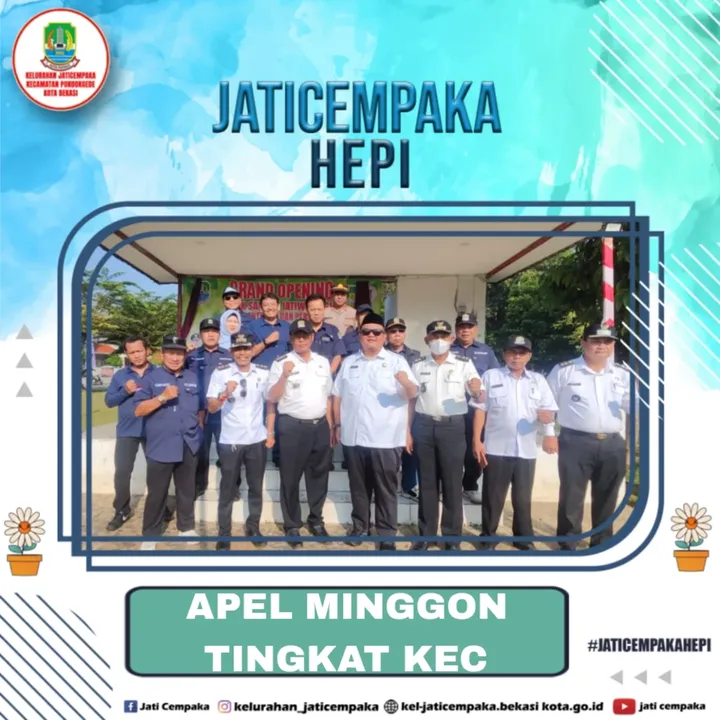 KELURAHAN JATICEMPAKA
KECAMATAN PONDOKGEDE
KOTA BEKASI
JATICEMPAKA
HEPI
GRAND OPENING
APEL MINGGON
TINGKAT KEC
#JATICEMPAKAHEPI
Jati Cempaka kelurahan_jaticempaka kel-jaticempaka.bekasi kota.go.id jati cempaka